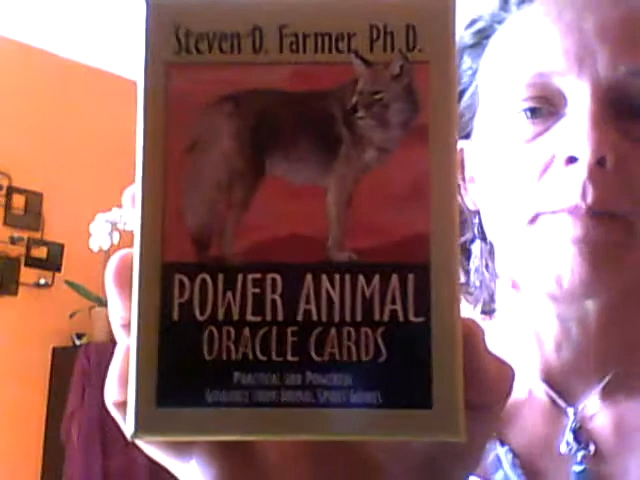 Steven D. Farmer, Ph.D.
POWER ANIMAL
ORACLE CARDS
PRACTICAL AND POWERFUL
GUIDANCE FROM ANIMAL SPIRIT GUIDES